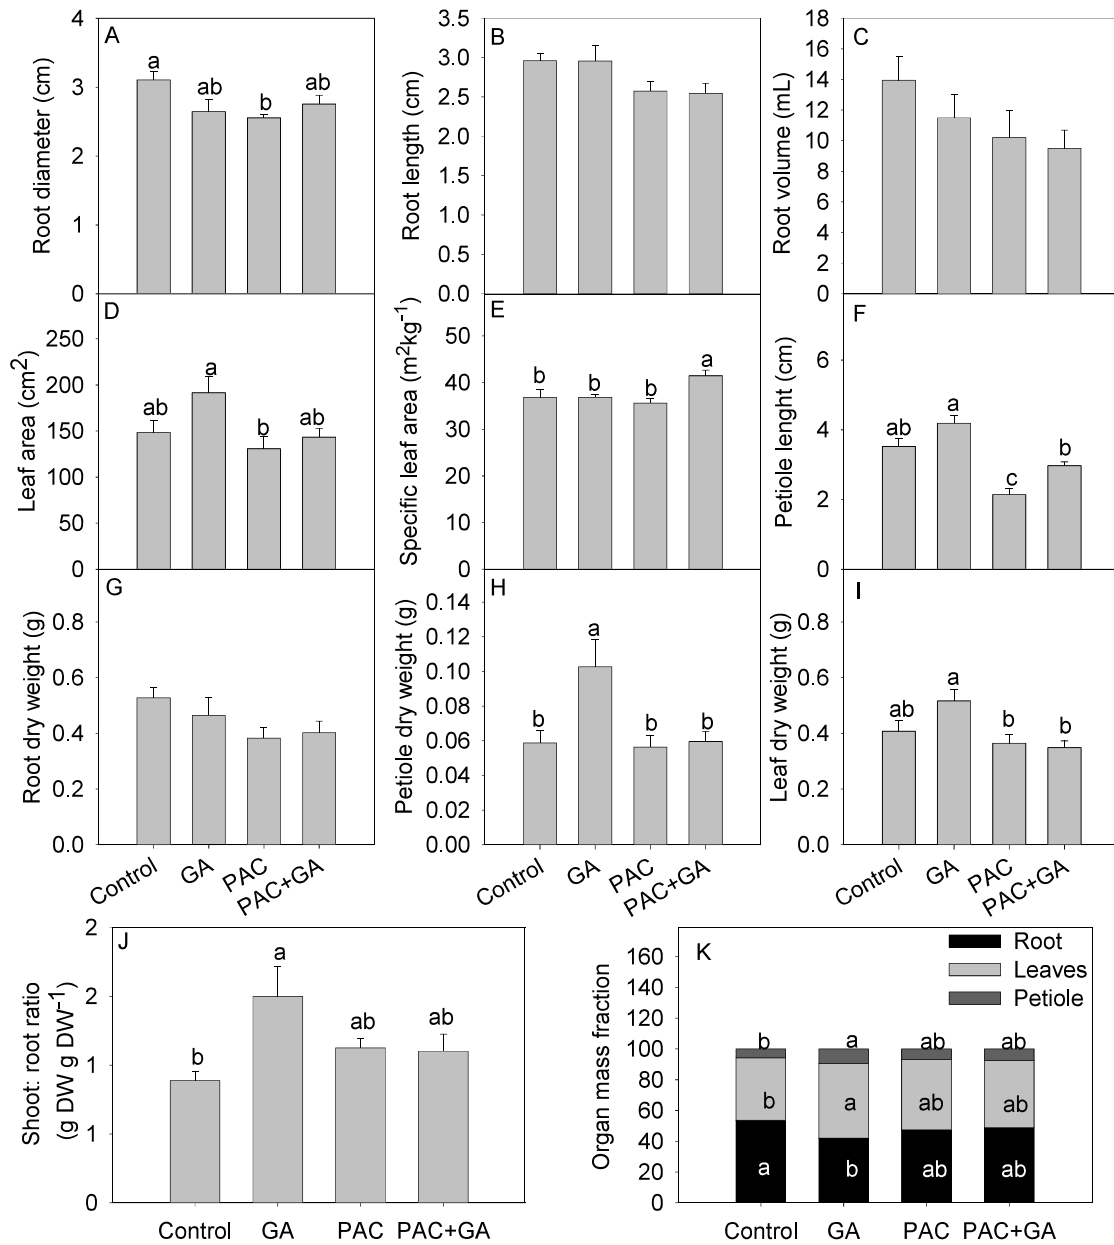 A
Root diameter (cm)
4
3
2
1
0
a
ab
b
ab
B
Root length (cm)
3.0
2.5
2.0
1.5
1.0
0.5
0.0
C
Root volume (mL)
18
16
14
12
10
8
6
4
2
0
D
Leaf area (cm²)
250
200
150
100
50
0
ab
a
b
ab
E
Specific leaf area (m²kg⁻¹)
50
40
30
20
10
0
b
b
b
a
F
Petiole lenght (cm)
6
4
2
0
ab
a
c
b
G
Root dry weight (g)
0.8
0.6
0.4
0.2
0.0
Control
GA
PAC
PAC+GA
H
Petiole dry weight (g)
0.14
0.12
0.10
0.08
0.06
0.04
0.02
0.00
b
a
b
b
Control
GA
PAC
PAC+GA
I
Leaf dry weight (g)
0.8
0.6
0.4
0.2
0.0
ab
a
b
b
Control
GA
PAC
PAC+GA
J
Shoot: root ratio
(g DW g DW⁻¹)
2
2
1
1
0
b
a
ab
ab
Control
GA
PAC
PAC+GA
K
Organ mass fraction
160
140
120
100
80
60
40
20
0
Root
Leaves
Petiole
b
a
ab
ab
b
a
ab
ab
a
b
ab
ab
Control
GA
PAC
PAC+GA